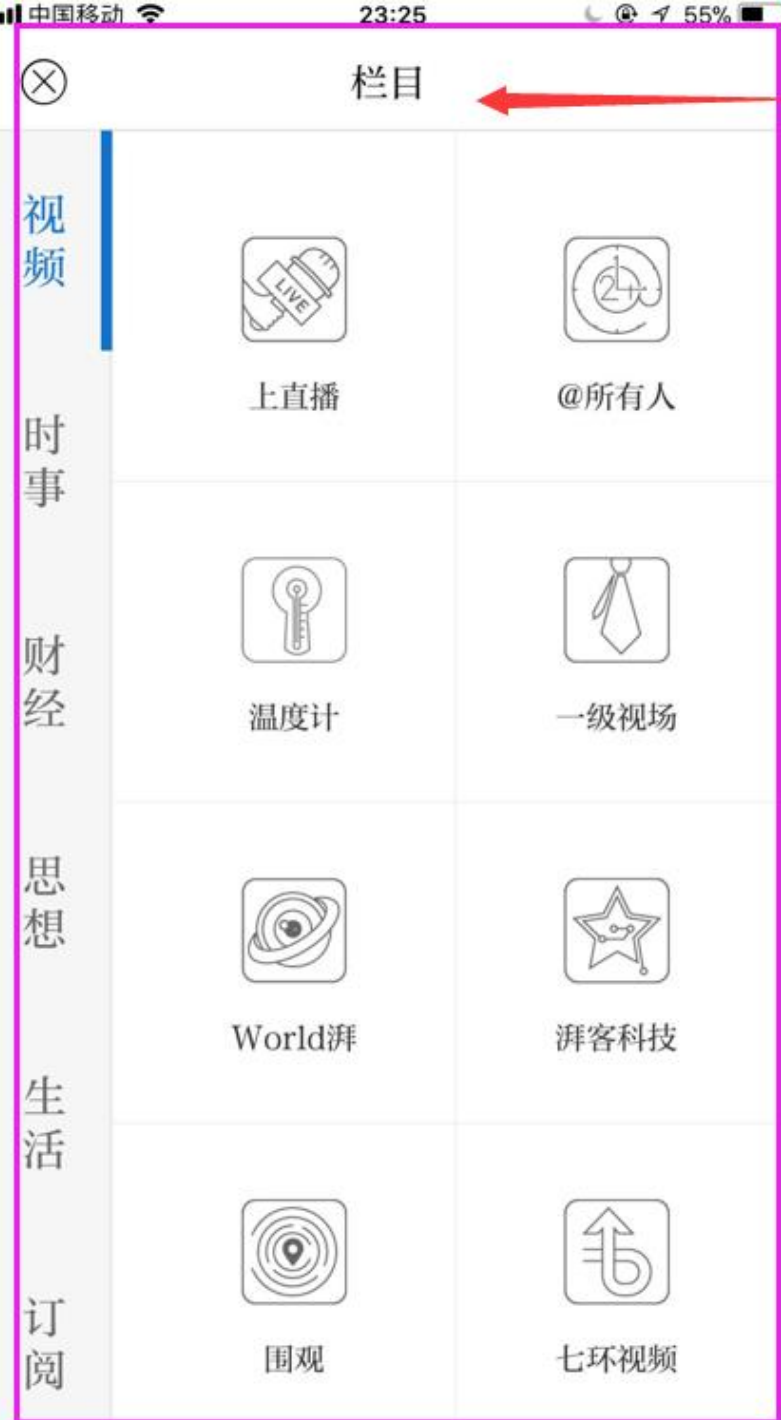 中国移动 23:25 55%
栏目
视频
时事
财经
思想
生活
订阅
LIVE
上直播
@所有人
温度计
一级视场
World湃
湃客科技
围观
七环视频